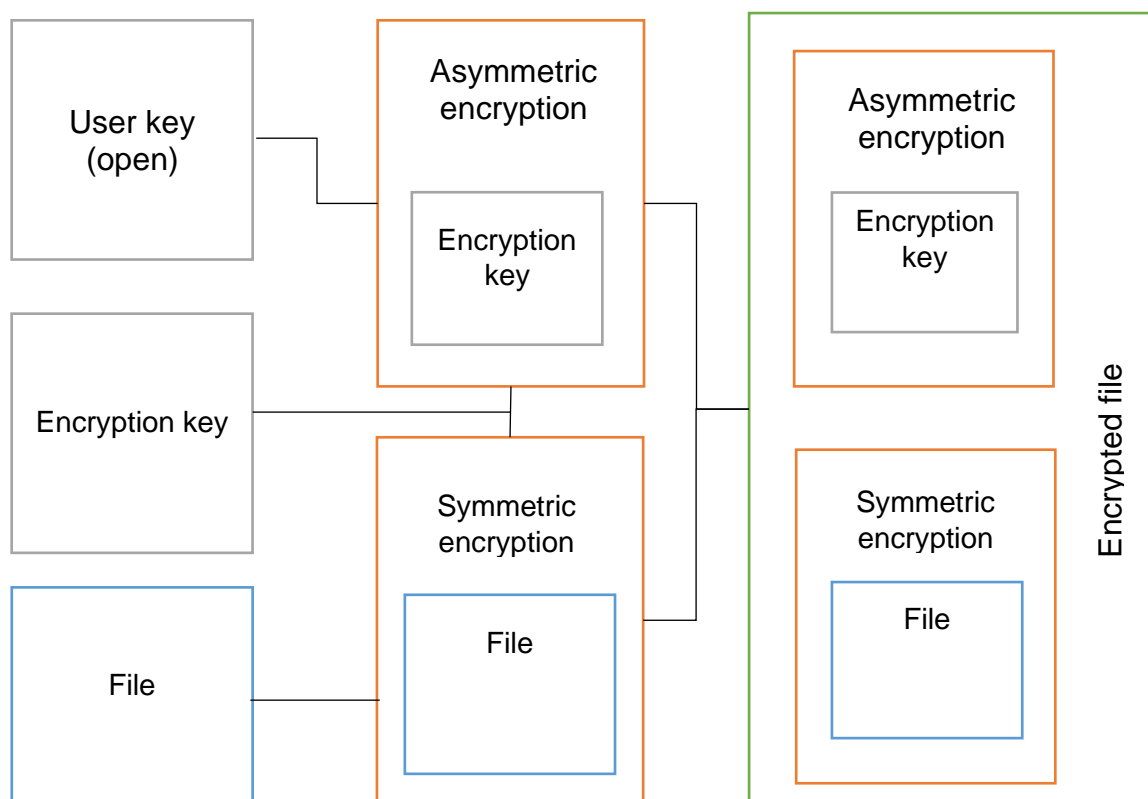 User key
(open)
Asymmetric
encryption
Encryption
key
Encryption key
Symmetric
encryption
File
File
Asymmetric
encryption
Encryption
key
Symmetric
encryption
File
Encrypted file